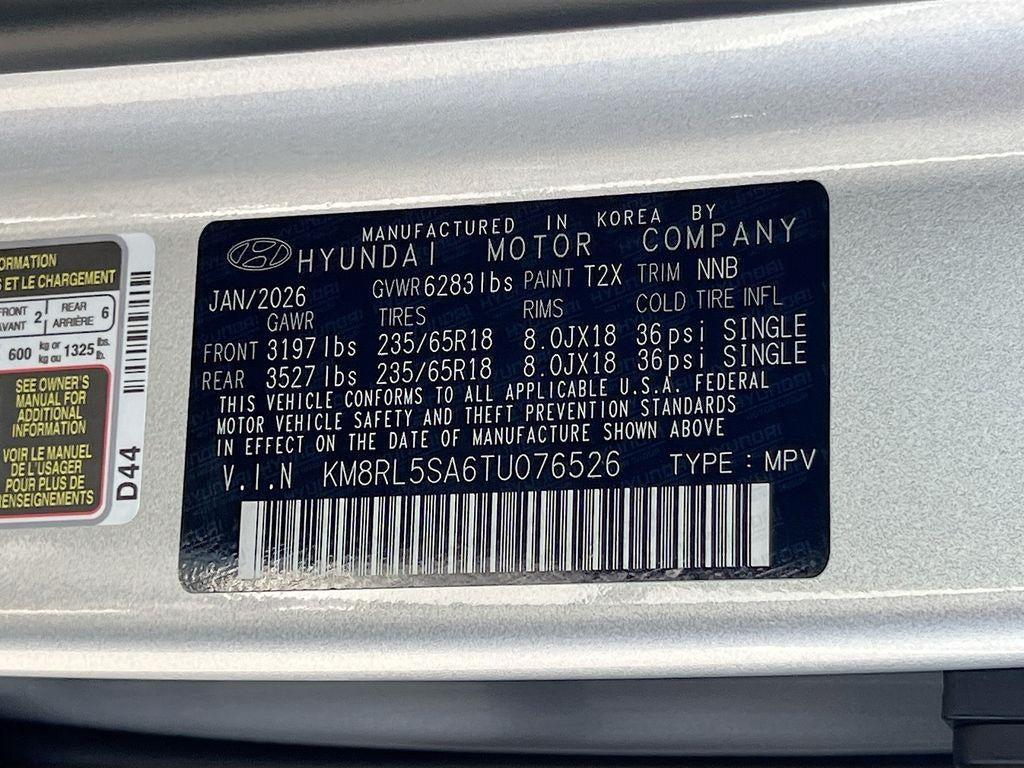 MANUFACTURED IN KOREA BY
HYUNDAI MOTOR COMPANY
JAN/2026 GVWR 6283 lbs PAINT T2X TRIM NNB
GAWR TIRES RIMS COLD TIRE INFL
FRONT 3197 lbs 235/65R18 8.0JX18 36psi SINGLE
REAR 3527 lbs 235/65R18 8.0JX18 36psi SINGLE
THIS VEHICLE CONFORMS TO ALL APPLICABLE U.S.A. FEDERAL
MOTOR VEHICLE SAFETY AND THEFT PREVENTION STANDARDS
IN EFFECT ON THE DATE OF MANUFACTURE SHOWN ABOVE
V.I.N KM8RL5SA6TU076526 TYPE : MPV
ET LE CHARGEMENT
FRONT 2 REAR 6
AVANT ARRIÈRE
600 kg or 1325 lbs.
kg ou lb.
SEE OWNER'S
MANUAL FOR
ADDITIONAL
INFORMATION
VOIR LE MANUEL
DE L'USAGER
POUR PLUS DE
RENSEIGNEMENTS
D44